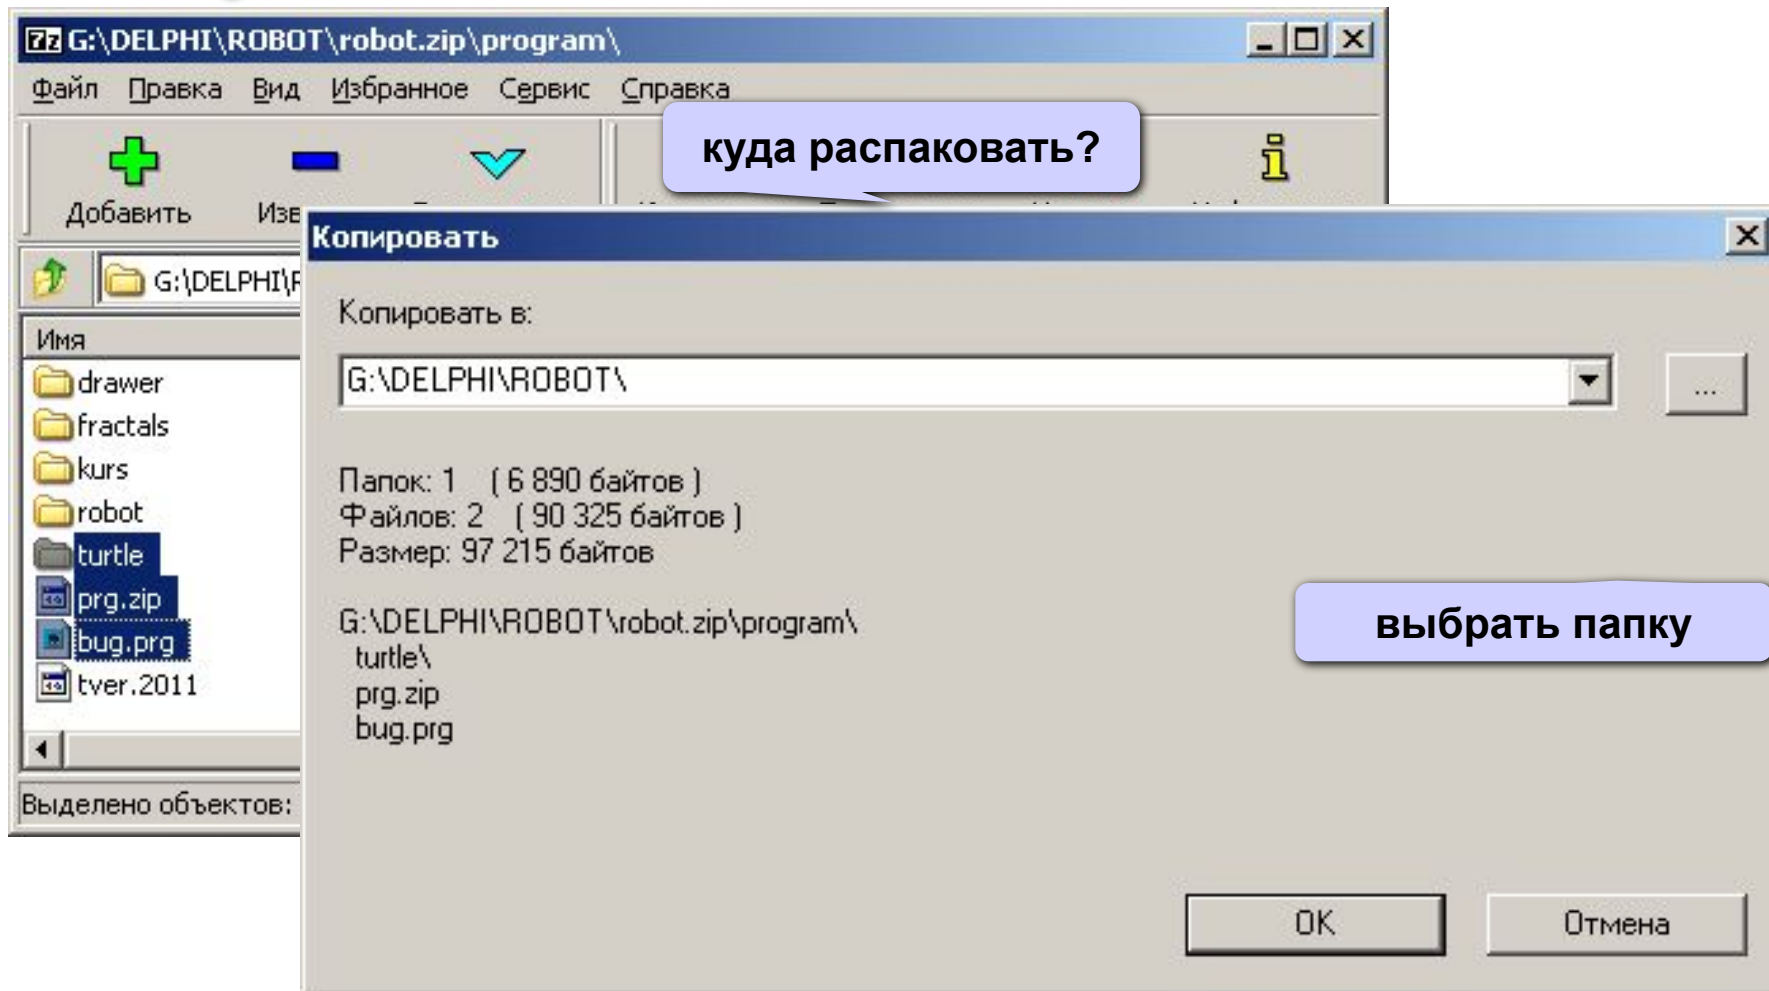 G:\DELPHI\ROBOT\robot.zip\program\
Файл Правка Вид Избранное Сервис Справка
куда распаковать?
Добавить
Копировать
G:\DELPHI\
Копировать в:
Имя
G:\DELPHI\ROBOT\
...
drawer
fractals
kurs
robot
turtle
prg.zip
bug.prg
tver.2011
Папок: 1 ( 6 890 байтов )
Файлов: 2 ( 90 325 байтов )
Размер: 97 215 байтов
G:\DELPHI\ROBOT\robot.zip\program\
turtle\
prg.zip
bug.prg
выбрать папку
Выделено объектов:
OK Отмена